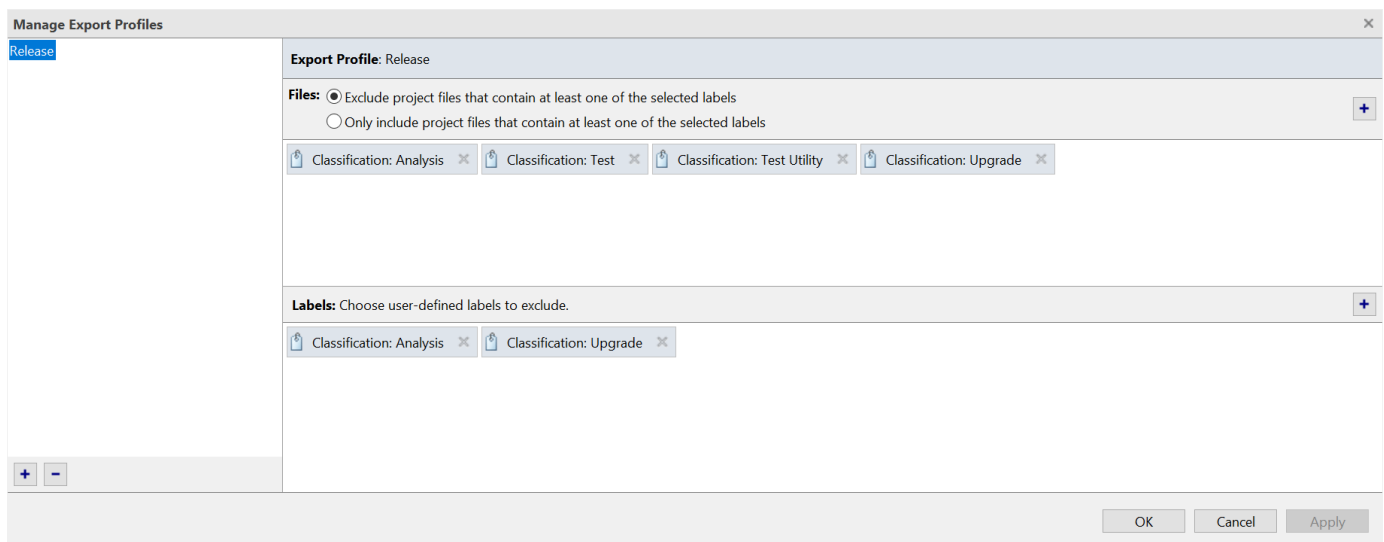 Manage Export Profiles
Release
Export Profile: Release
Files: Exclude project files that contain at least one of the selected labels
Only include project files that contain at least one of the selected labels
Classification: Analysis
Classification: Test
Classification: Test Utility
Classification: Upgrade
Labels: Choose user-defined labels to exclude.
Classification: Analysis
Classification: Upgrade
OK
Cancel
Apply